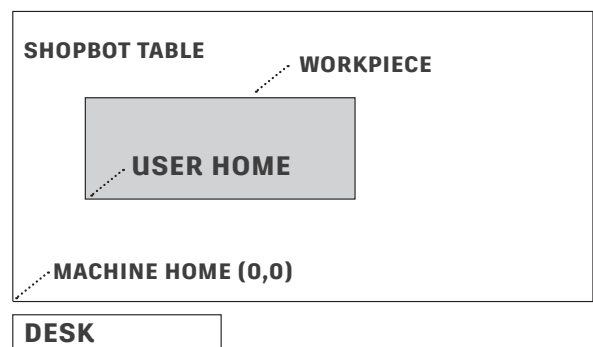 SHOPBOT TABLE
WORKPIECE
USER HOME
MACHINE HOME (0,0)
DESK